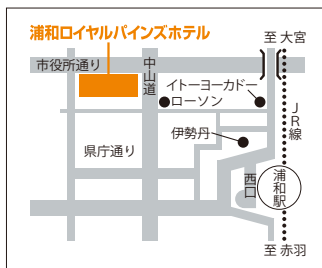 浦和ロイヤルパインズホテル
至 大宮
市役所通り
中山道
イトーヨーカドー
ローソン
JR線
伊勢丹
県庁通り
西口
浦和駅
至 赤羽